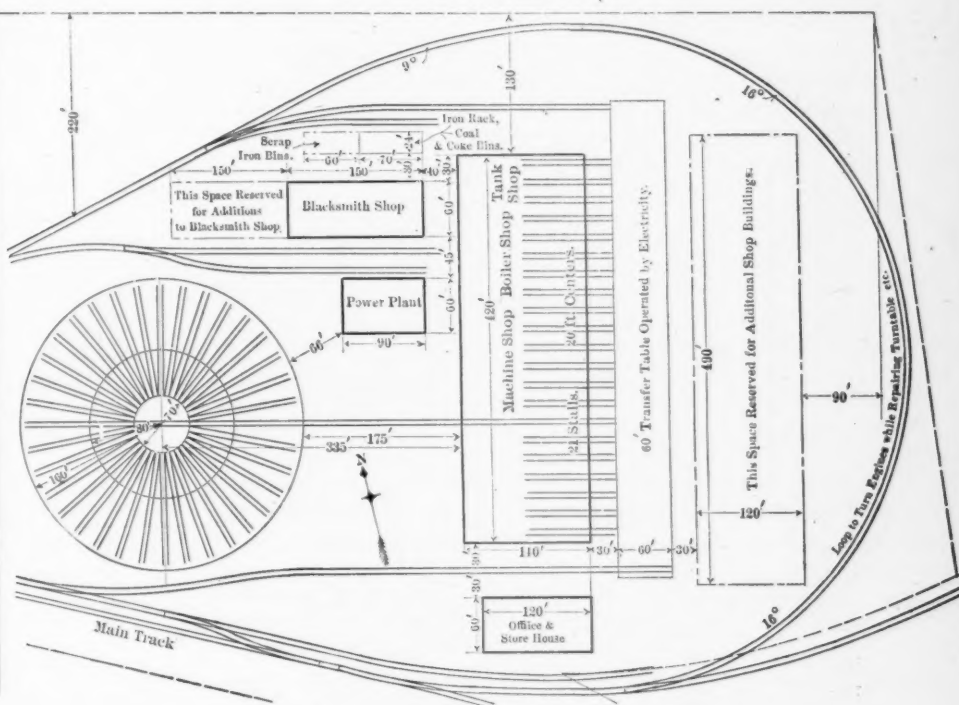 220'
9°
130'
16°
Scrap
Iron Bins.
Iron Rack,
Coal
& Coke Bins.
24'
60'
70'
30'
150'
150'
40'
30'
This Space Reserved
for Additions
to Blacksmith Shop
Blacksmith Shop
60'
45'
Power Plant
60'
90'
66'
Machine Shop Boiler Shop Tank Shop
420'
21 Stalls. 20 ft. Centers.
60' Transfer Table Operated by Electricity.
This Space Reserved for Additional Shop Buildings.
490'
90'
120'
Loop to Turn Engines while Repairing Turntable etc.
70'
80'
160'
175'
335'
N
30'
110'
30'
60'
30'
30'
120'
60'
Office &
Store House
16°
Main Track